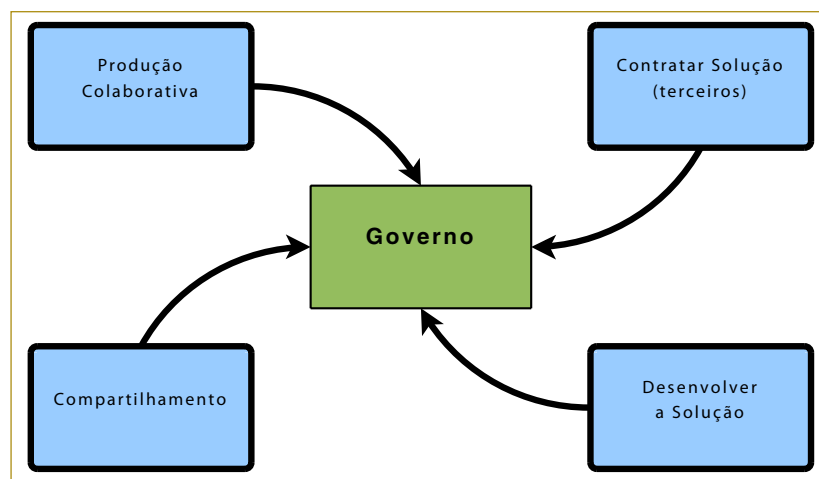 Produção
Colaborativa
Contratar Solução
(terceiros)
Governo
Compartilhamento
Desenvolver
a Solução